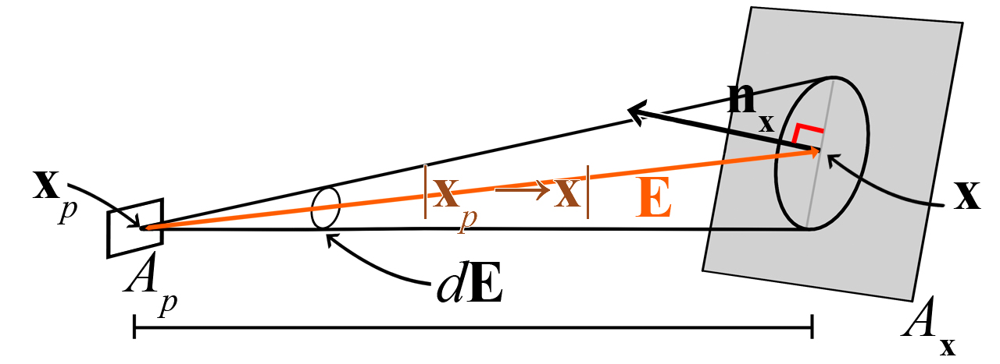 n_x
x_p
|x_p → x|
E
x
A_p
dE
A_x